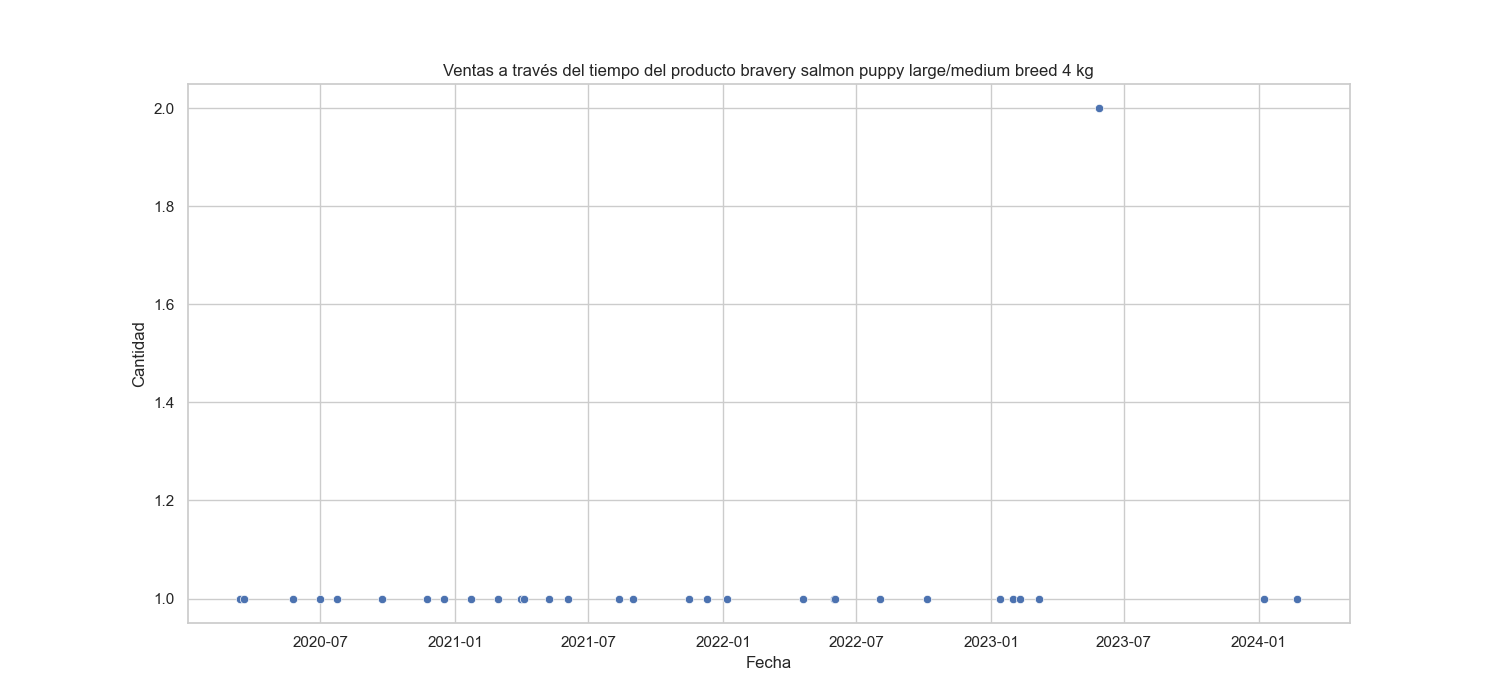 Ventas a través del tiempo del producto bravery salmon puppy large/medium breed 4 kg
2.0
1.8
1.6
1.4
1.2
1.0
Cantidad
2020-07 2021-01 2021-07 2022-01 2022-07 2023-01 2023-07 2024-01
Fecha